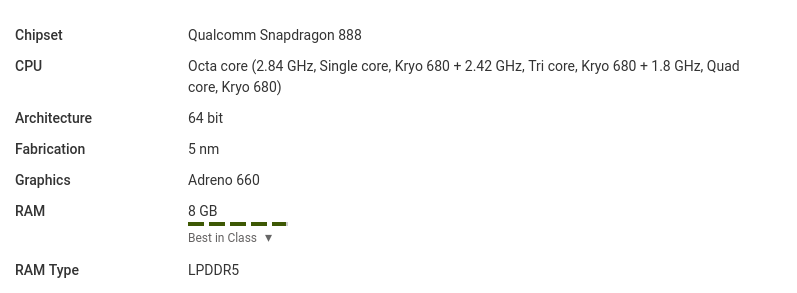 Chipset Qualcomm Snapdragon 888
CPU Octa core (2.84 GHz, Single core, Kryo 680 + 2.42 GHz, Tri core, Kryo 680 + 1.8 GHz, Quad
core, Kryo 680)
Architecture 64 bit
Fabrication 5 nm
Graphics Adreno 660
RAM 8 GB
Best in Class ▼
RAM Type LPDDR5